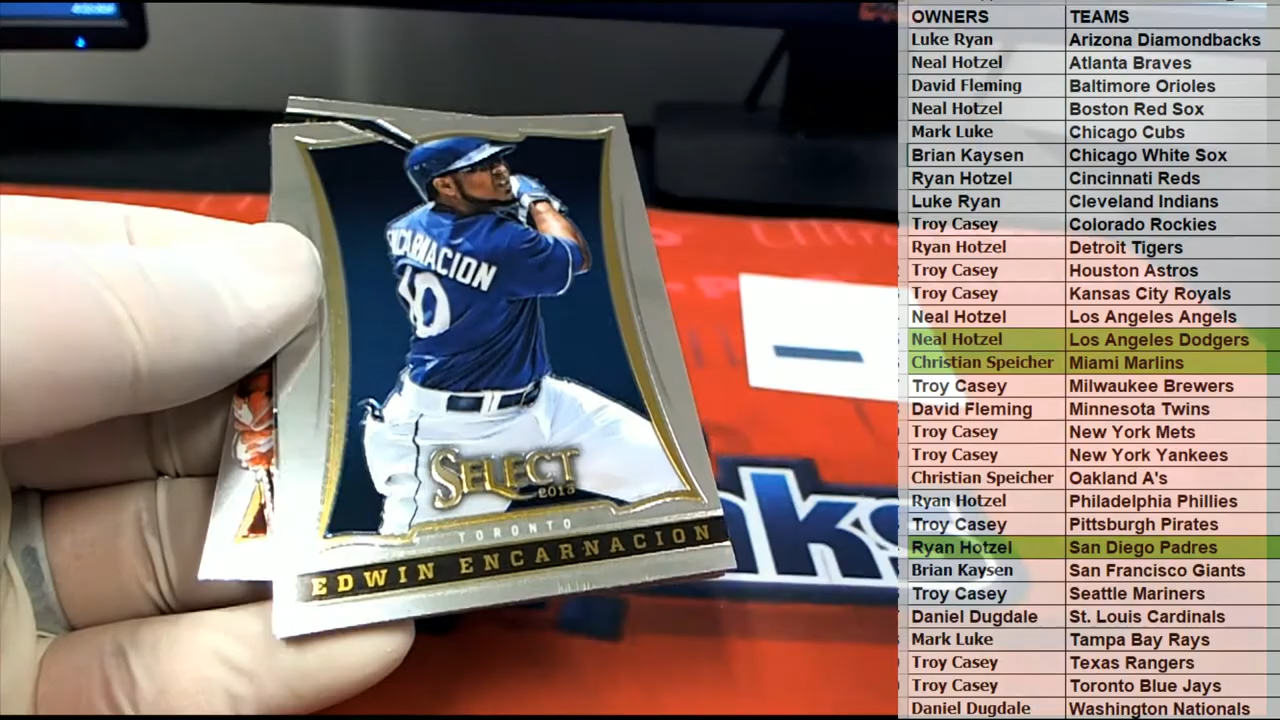 ENCARNACION
10
SELECT
2013
TORONTO
EDWIN ENCARNACION
OWNERS TEAMS
Luke Ryan Arizona Diamondbacks
Neal Hotzel Atlanta Braves
David Fleming Baltimore Orioles
Neal Hotzel Boston Red Sox
Mark Luke Chicago Cubs
Brian Kaysen Chicago White Sox
Ryan Hotzel Cincinnati Reds
Luke Ryan Cleveland Indians
Troy Casey Colorado Rockies
Ryan Hotzel Detroit Tigers
Troy Casey Houston Astros
Troy Casey Kansas City Royals
Neal Hotzel Los Angeles Angels
Neal Hotzel Los Angeles Dodgers
Christian Speicher Miami Marlins
Troy Casey Milwaukee Brewers
David Fleming Minnesota Twins
Troy Casey New York Mets
Troy Casey New York Yankees
Christian Speicher Oakland A's
Ryan Hotzel Philadelphia Phillies
Troy Casey Pittsburgh Pirates
Ryan Hotzel San Diego Padres
Brian Kaysen San Francisco Giants
Troy Casey Seattle Mariners
Daniel Dugdale St. Louis Cardinals
Mark Luke Tampa Bay Rays
Troy Casey Texas Rangers
Troy Casey Toronto Blue Jays
Daniel Dugdale Washington Nationals